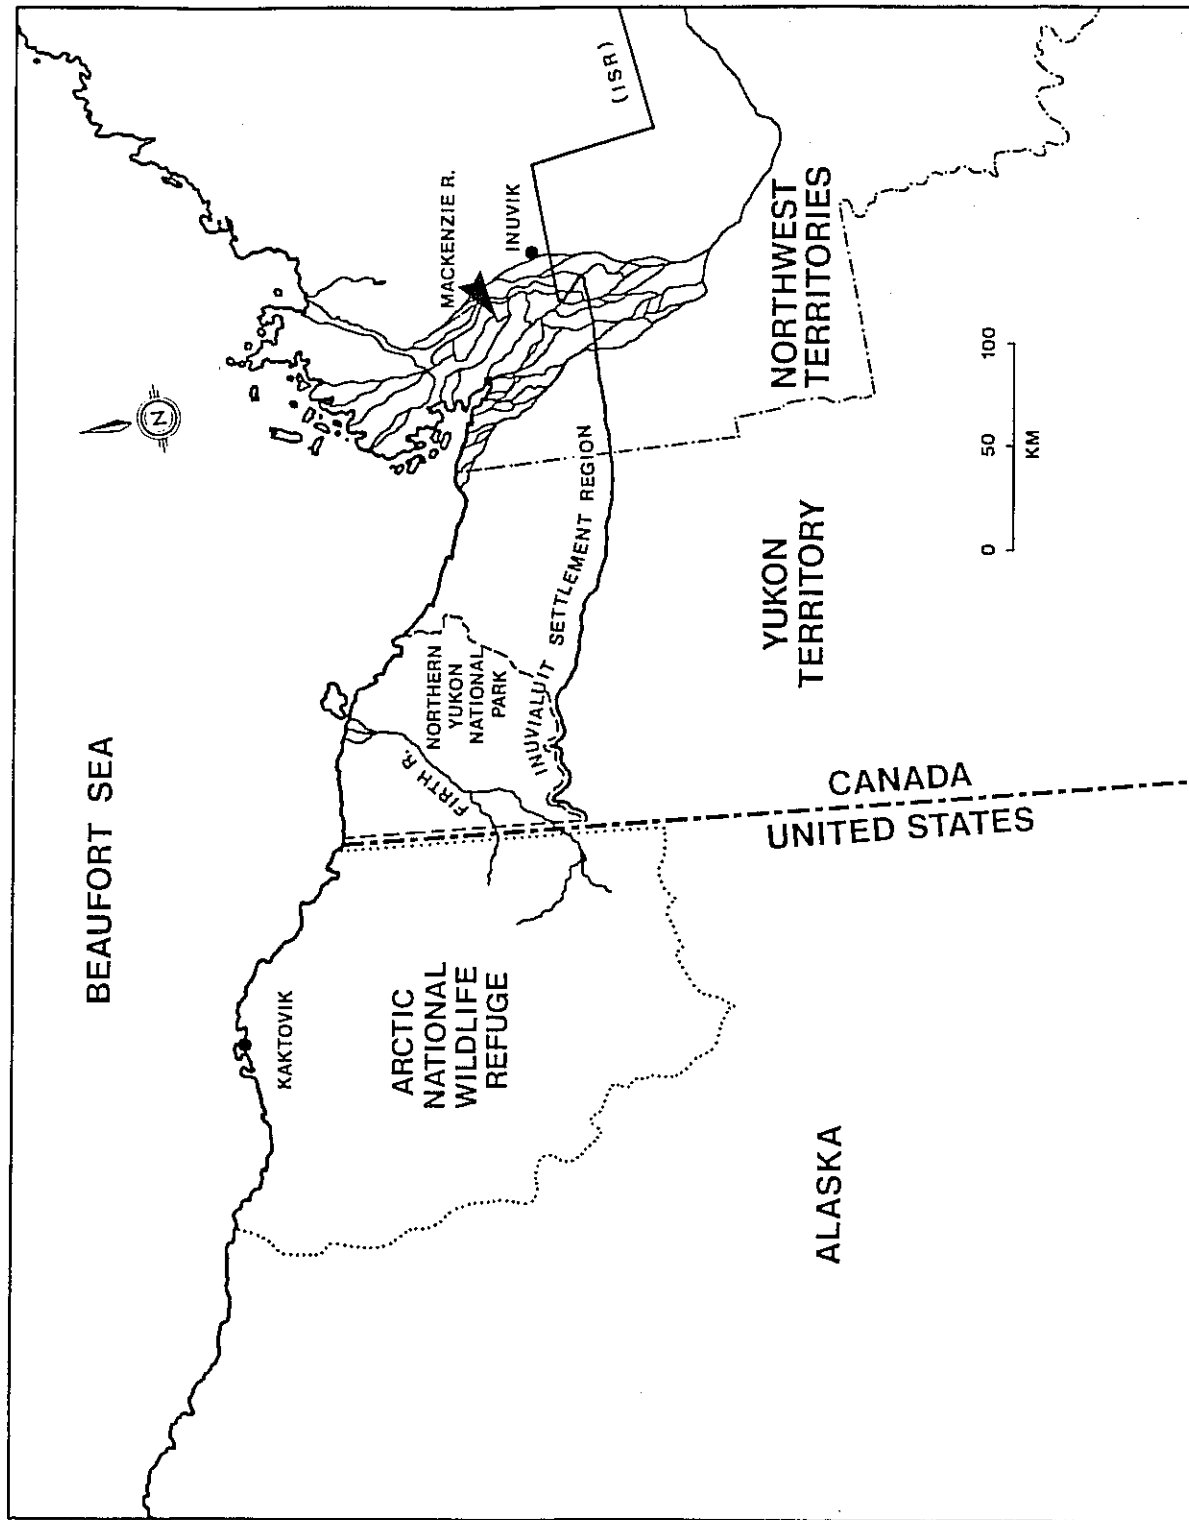 BEAUFORT SEA
N
KAKTOVIK
ARCTIC
NATIONAL
WILDLIFE
REFUGE
ALASKA
FIRTH R.
NORTHERN
YUKON
NATIONAL
PARK
INUVIALUIT SETTLEMENT REGION
MACKENZIE R.
INUVIK
(ISR)
CANADA
UNITED STATES
YUKON
TERRITORY
NORTHWEST
TERRITORIES
0 50 100
KM